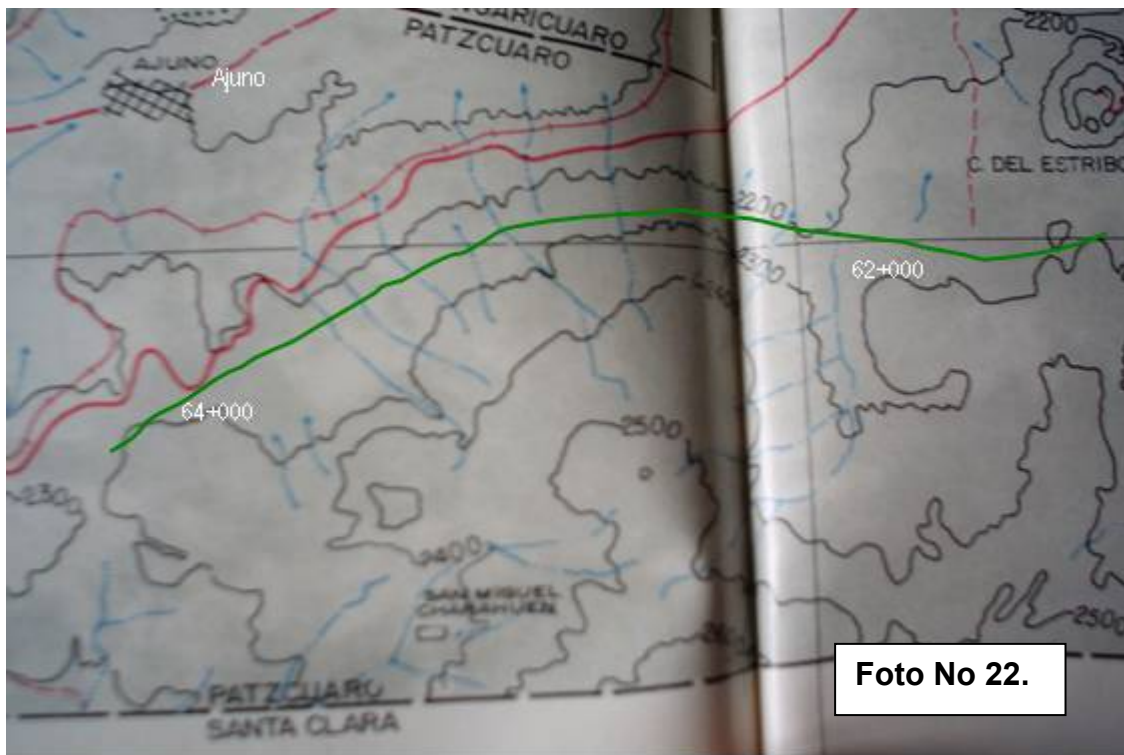 PATZCUARO
2200
AJUNO
Ajuno
C. DEL ESTRIBO
2200
2300
62+000
64+000
2500
2300
2400
SAN MIGUEL
CHARAHUEN
2500
PATZCUARO
SANTA CLARA
Foto No 22.